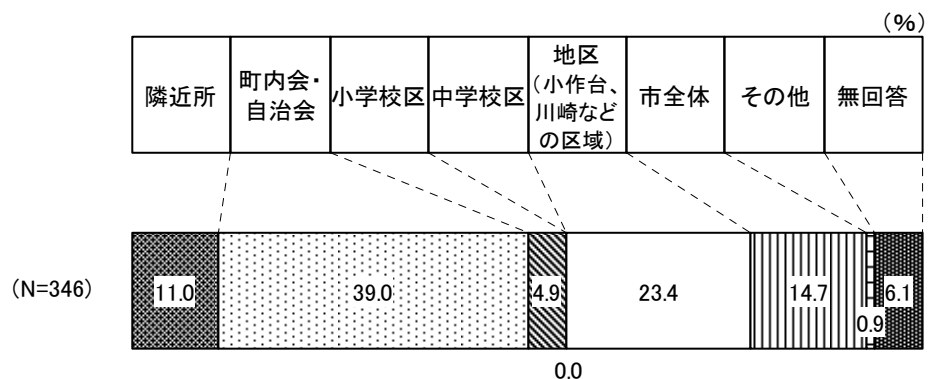 (%)
隣近所
町内会・
自治会
小学校区
中学校区
地区
(小作台、
川崎など
の区域)
市全体
その他
無回答
(N=346)
11.0
39.0
4.9
23.4
14.7
0.9
6.1
0.0